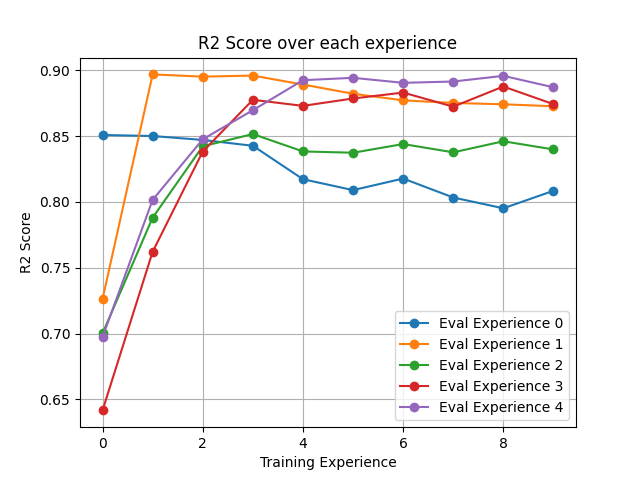 R2 Score over each experience
0.90
0.85
0.80
0.75
0.70
0.65
R2 Score
0
2
4
6
8
Training Experience
Eval Experience 0
Eval Experience 1
Eval Experience 2
Eval Experience 3
Eval Experience 4